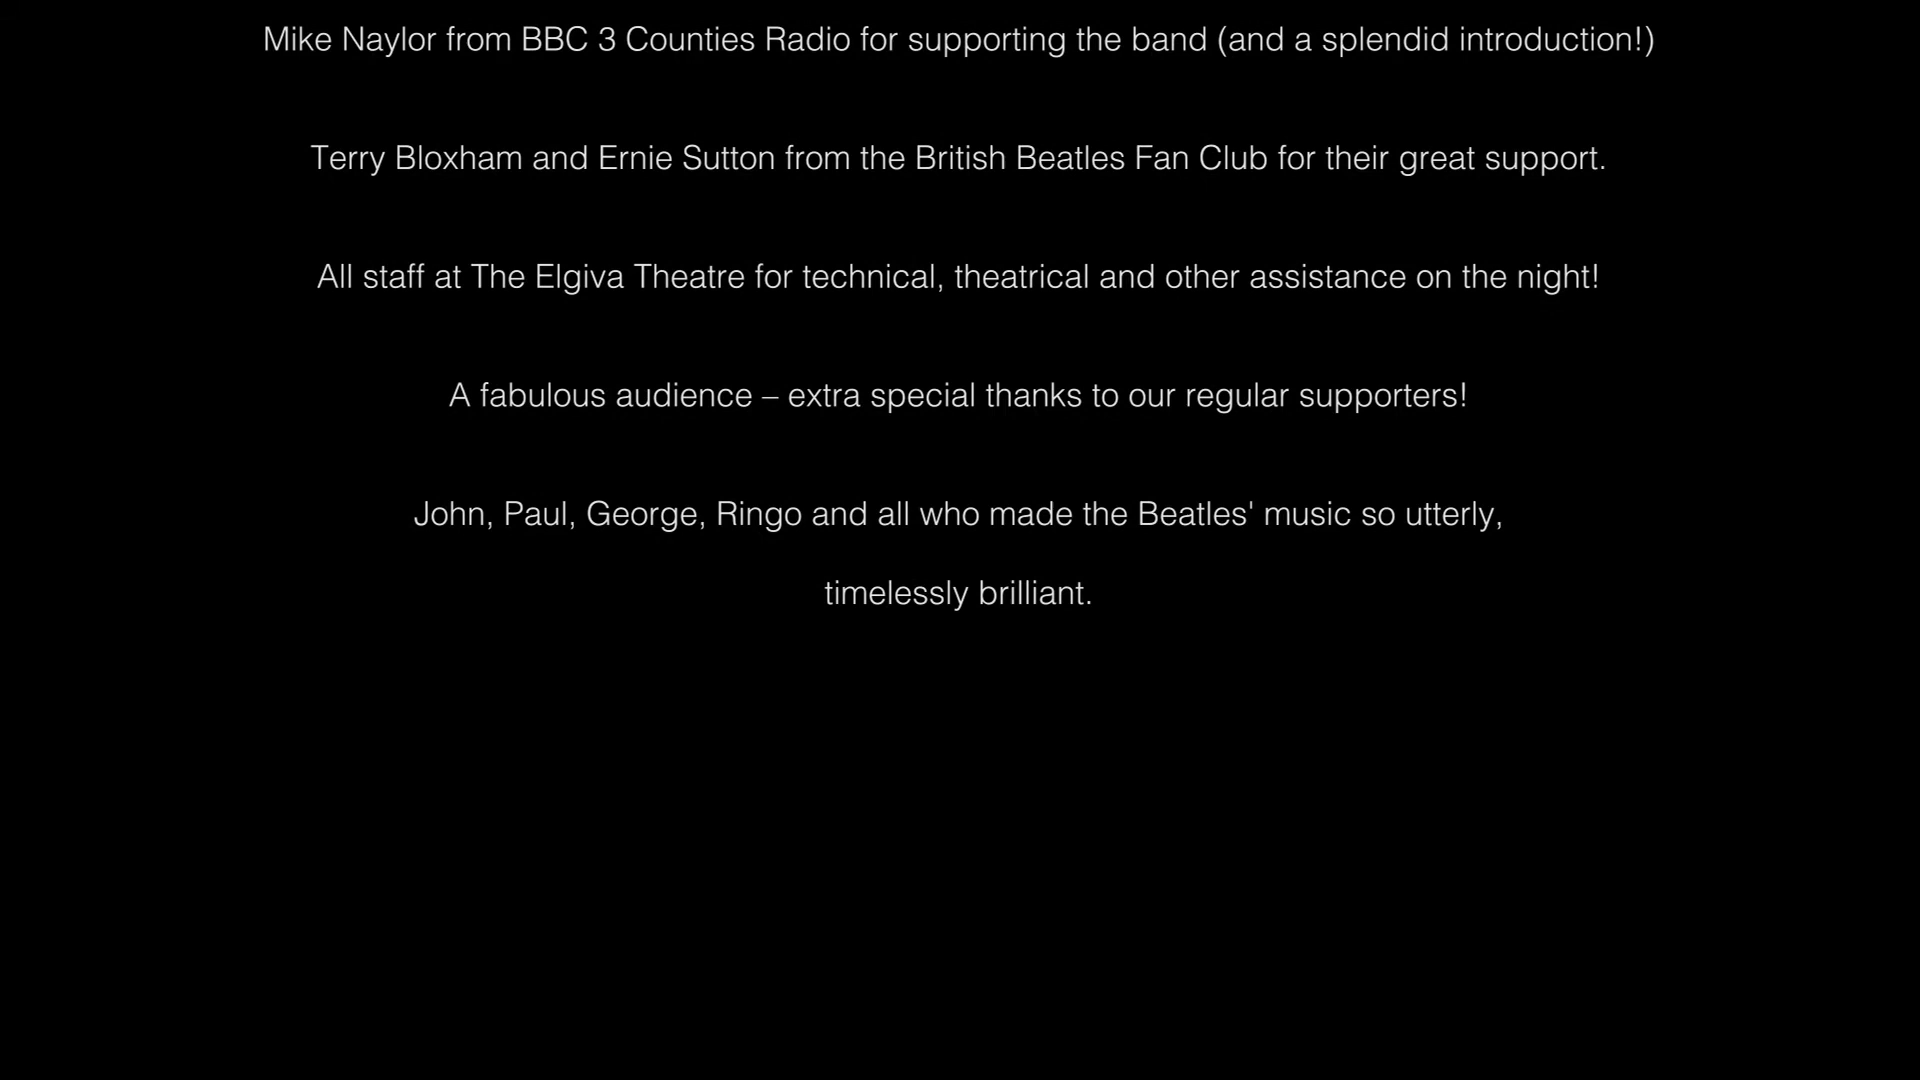 Mike Naylor from BBC 3 Counties Radio for supporting the band (and a splendid introduction!)
Terry Bloxham and Ernie Sutton from the British Beatles Fan Club for their great support.
All staff at The Elgiva Theatre for technical, theatrical and other assistance on the night!
A fabulous audience – extra special thanks to our regular supporters!
John, Paul, George, Ringo and all who made the Beatles' music so utterly,
timelessly brilliant.